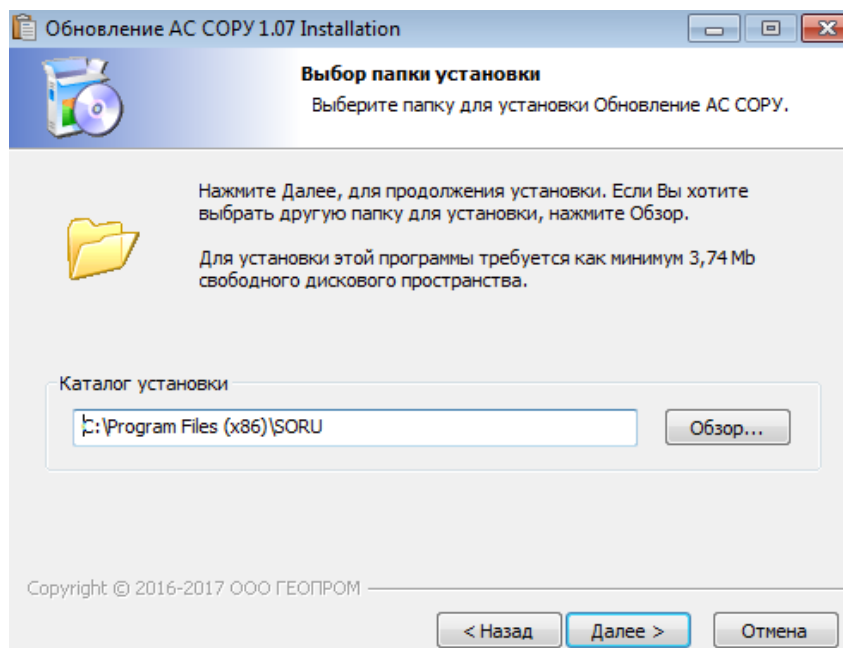 Обновление АС СОРУ 1.07 Installation
Выбор папки установки
Выберите папку для установки Обновление АС СОРУ.
Нажмите Далее, для продолжения установки. Если Вы хотите
выбрать другую папку для установки, нажмите Обзор.
Для установки этой программы требуется как минимум 3,74 Mb
свободного дискового пространства.
Каталог установки
C:\Program Files (x86)\SORU
Обзор...
Copyright © 2016-2017 ООО ГЕОПРОМ
< Назад
Далее >
Отмена